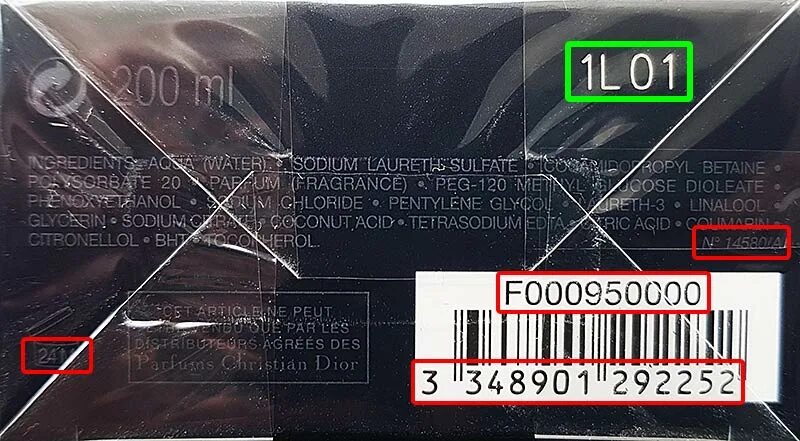 200 ml
1L01
INGREDIENTS: AQUA (WATER) • SODIUM LAURETH SULFATE • COCAMIDOPROPYL BETAINE •
POLYSORBATE 20 • PARFUM (FRAGRANCE) • PEG-120 METHYL GLUCOSE DIOLEATE •
PHENOXYETHANOL • SODIUM CHLORIDE • PENTYLENE GLYCOL • LAURETH-3 • LINALOOL •
GLYCERIN • SODIUM CITRATE • COCONUT ACID • TETRASODIUM EDTA • CITRIC ACID • COUMARIN •
CITRONELLOL • BHT • TOCOPHEROL.
N° 14580/A
F000950000
CET ARTICLE NE PEUT
VENDU QUE PAR LES
DISTRIBUTEURS AGRÉES DES
Parfums Christian Dior
241
3 348901 292252